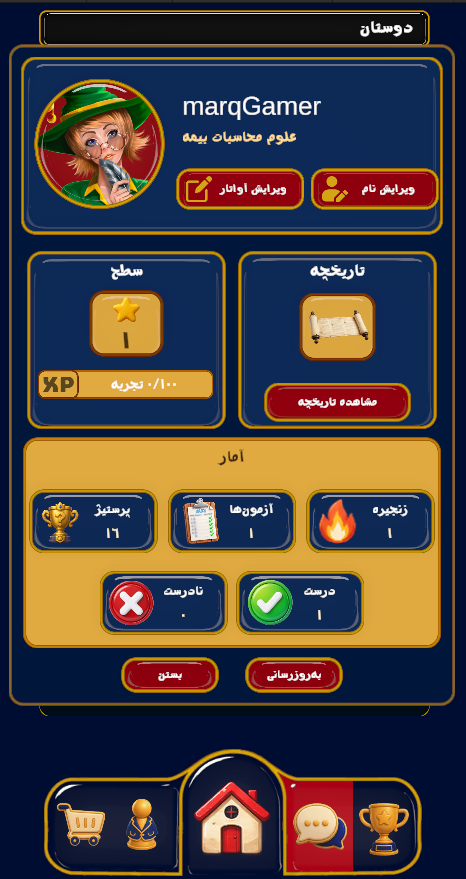 دوستان
marqGamer
علوم محاسبات بیمه
ویرایش نام
ویرایش آواتار
تاریخچه
مشاهده تاریخچه
سطح
۱
۰/۱۰۰ تجربه
XP
آمار
زنجیره
۱
آزمون‌ها
۱
پرستیژ
۱۶
درست
۱
نادرست
۰
به‌روزرسانی
بستن